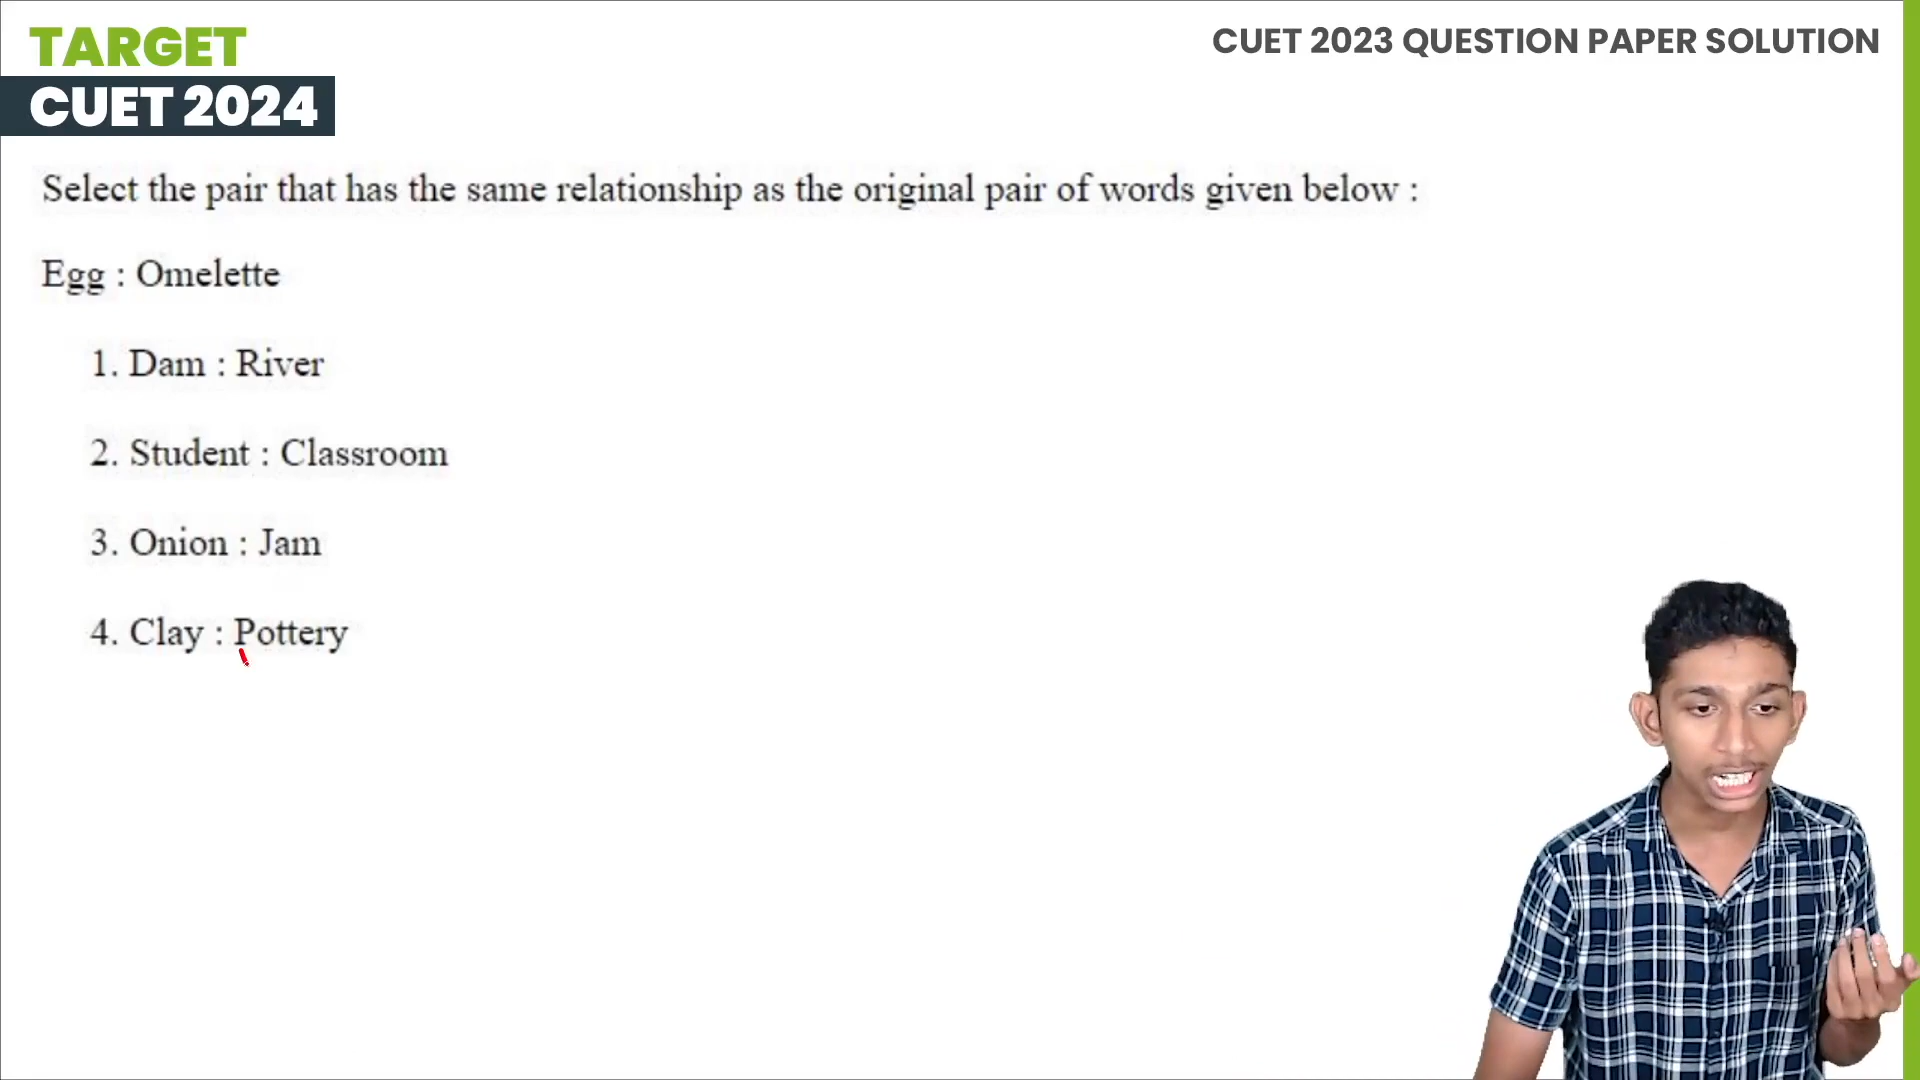 TARGET
CUET 2024
CUET 2023 QUESTION PAPER SOLUTION
Select the pair that has the same relationship as the original pair of words given below :
Egg : Omelette
1. Dam : River
2. Student : Classroom
3. Onion : Jam
4. Clay : Pottery